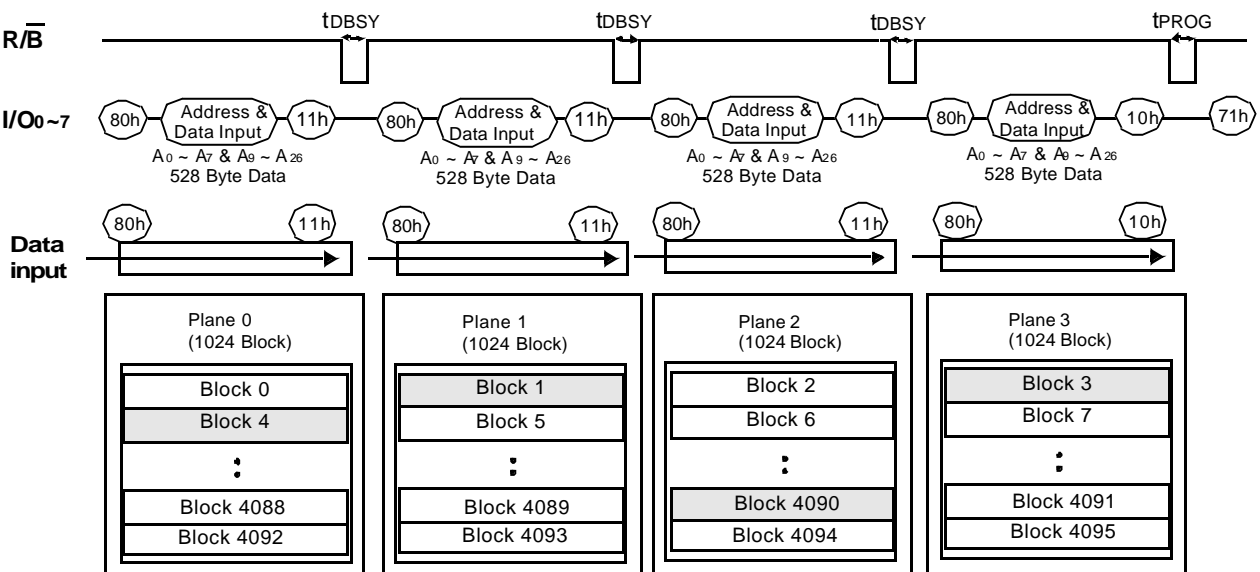 tDBSY tDBSY tDBSY tPROG
R/B̅
I/O0~7 80h Address & Data Input 11h 80h Address & Data Input 11h 80h Address & Data Input 11h 80h Address & Data Input 10h 71h
A0 ~ A7 & A9 ~ A26 A0 ~ A7 & A9 ~ A26 A0 ~ A7 & A9 ~ A26 A0 ~ A7 & A9 ~ A26
528 Byte Data 528 Byte Data 528 Byte Data 528 Byte Data
80h 11h 80h 11h 80h 11h 80h 10h
Data
input
Plane 0
(1024 Block)
Block 0
Block 4
Block 4088
Block 4092
Plane 1
(1024 Block)
Block 1
Block 5
Block 4089
Block 4093
Plane 2
(1024 Block)
Block 2
Block 6
Block 4090
Block 4094
Plane 3
(1024 Block)
Block 3
Block 7
Block 4091
Block 4095